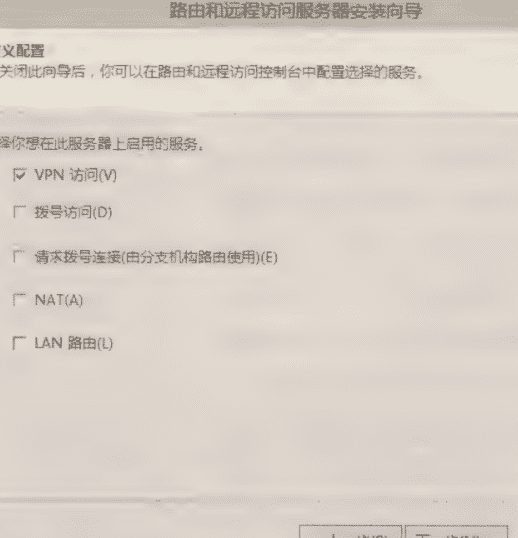 路由和远程访问服务器安装向导
义配置
关闭此向导后，你可以在路由和远程访问控制台中配置选择的服务。
择你想在此服务器上启用的服务。
VPN 访问(V)
拨号访问(D)
请求拨号连接(由分支机构路由使用)(E)
NAT(A)
LAN 路由(L)